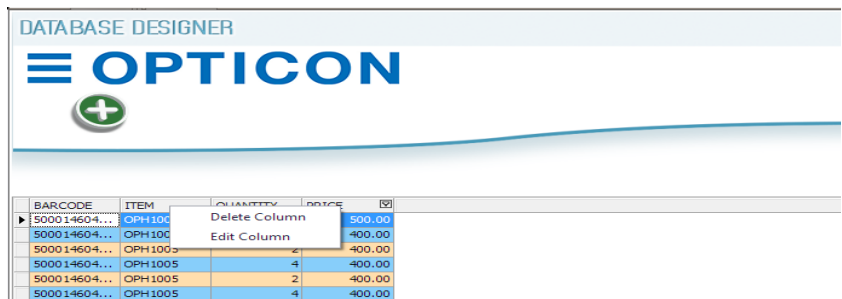 DATABASE DESIGNER
OPTICON
BARCODE ITEM QUANTITY PRICE
500014604... 500.00
Delete Column
500014604... 400.00
Edit Column
500014604... OPH1005 2 400.00
500014604... OPH1005 4 400.00
500014604... OPH1005 2 400.00
500014604... OPH1005 4 400.00